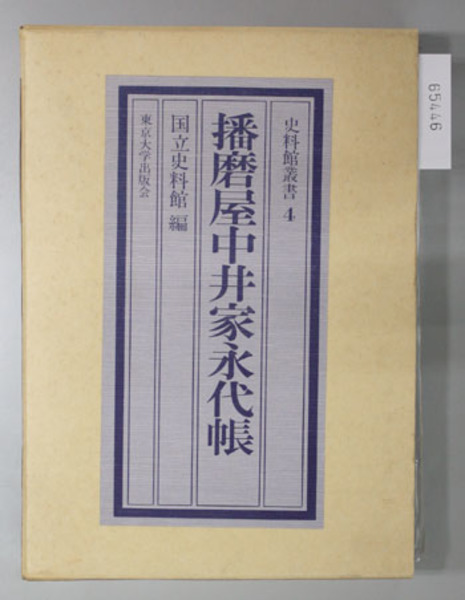 史料館叢書 4
播磨屋中井家永代帳
国立史料館 編
東京大学出版会
65446